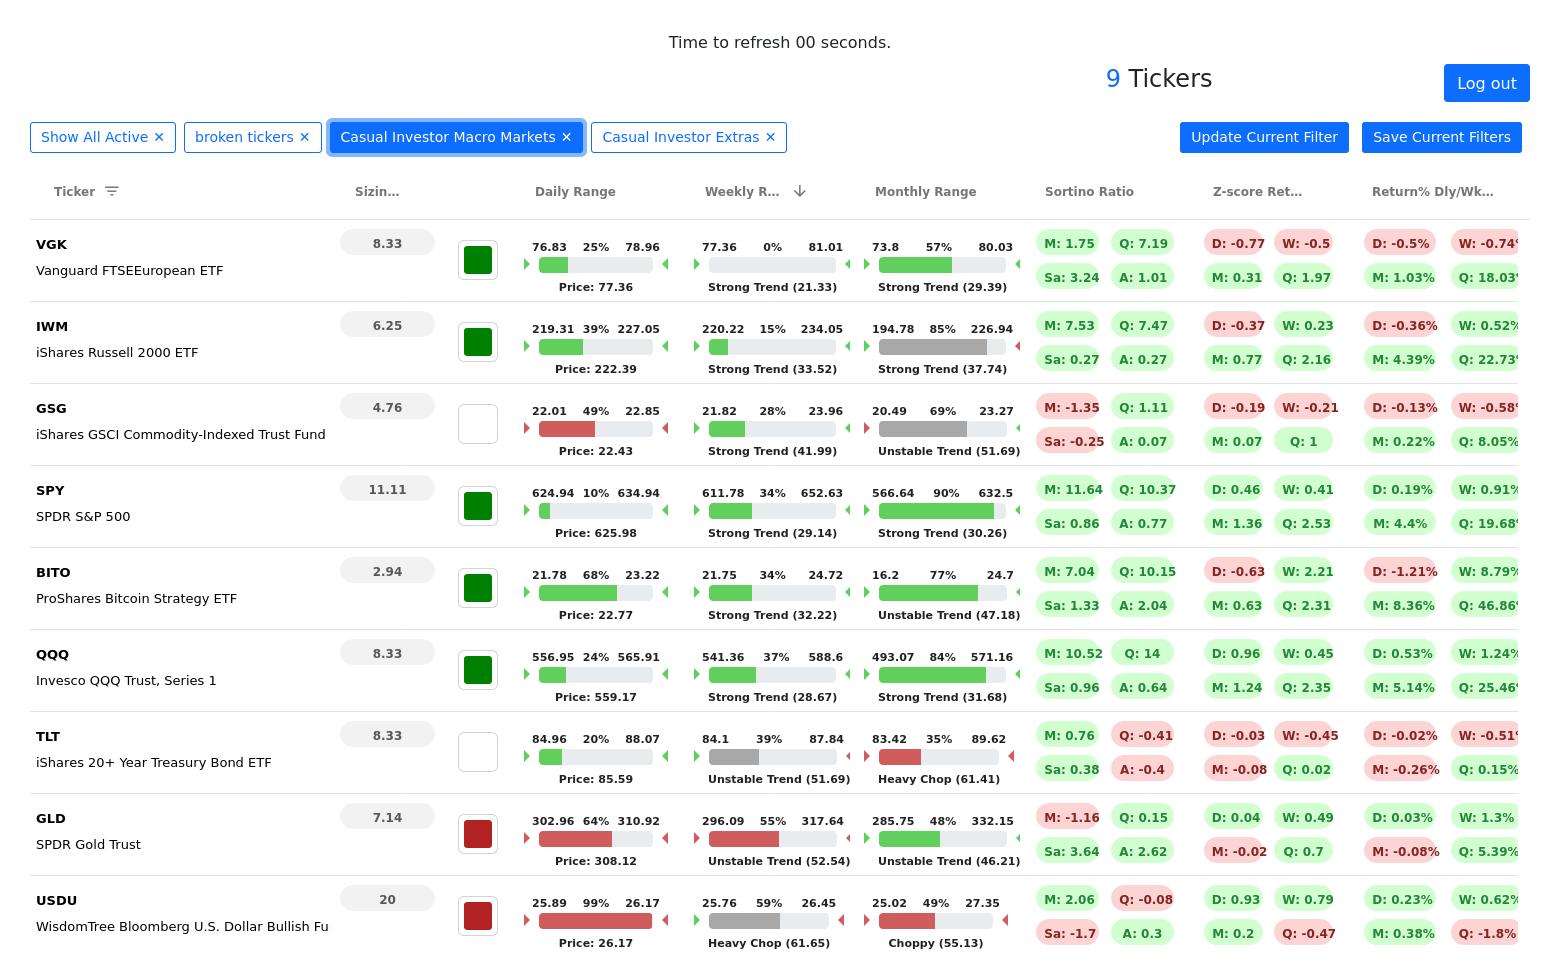 Time to refresh 00 seconds.
9 Tickers
Log out
Show All Active ✕ broken tickers ✕ Casual Investor Macro Markets ✕ Casual Investor Extras ✕ Update Current Filter Save Current Filters
Ticker Sizin... Daily Range Weekly R... Monthly Range Sortino Ratio Z-score Ret... Return% Dly/Wk...
VGK 8.33 76.83 25% 78.96 77.36 0% 81.01 73.8 57% 80.03 M: 1.75 Q: 7.19 D: -0.77 W: -0.5 D: -0.5% W: -0.74%
Vanguard FTSEEuropean ETF Price: 77.36 Strong Trend (21.33) Strong Trend (29.39) Sa: 3.24 A: 1.01 M: 0.31 Q: 1.97 M: 1.03% Q: 18.03%
IWM 6.25 219.31 39% 227.05 220.22 15% 234.05 194.78 85% 226.94 M: 7.53 Q: 7.47 D: -0.37 W: 0.23 D: -0.36% W: 0.52%
iShares Russell 2000 ETF Price: 222.39 Strong Trend (33.52) Strong Trend (37.74) Sa: 0.27 A: 0.27 M: 0.77 Q: 2.16 M: 4.39% Q: 22.73%
GSG 4.76 22.01 49% 22.85 21.82 28% 23.96 20.49 69% 23.27 M: -1.35 Q: 1.11 D: -0.19 W: -0.21 D: -0.13% W: -0.58%
iShares GSCI Commodity-Indexed Trust Fund Price: 22.43 Strong Trend (41.99) Unstable Trend (51.69) Sa: -0.25 A: 0.07 M: 0.07 Q: 1 M: 0.22% Q: 8.05%
SPY 11.11 624.94 10% 634.94 611.78 34% 652.63 566.64 90% 632.5 M: 11.64 Q: 10.37 D: 0.46 W: 0.41 D: 0.19% W: 0.91%
SPDR S&P 500 Price: 625.98 Strong Trend (29.14) Strong Trend (30.26) Sa: 0.86 A: 0.77 M: 1.36 Q: 2.53 M: 4.4% Q: 19.68%
BITO 2.94 21.78 68% 23.22 21.75 34% 24.72 16.2 77% 24.7 M: 7.04 Q: 10.15 D: -0.63 W: 2.21 D: -1.21% W: 8.79%
ProShares Bitcoin Strategy ETF Price: 22.77 Strong Trend (32.22) Unstable Trend (47.18) Sa: 1.33 A: 2.04 M: 0.63 Q: 2.31 M: 8.36% Q: 46.86%
QQQ 8.33 556.95 24% 565.91 541.36 37% 588.6 493.07 84% 571.16 M: 10.52 Q: 14 D: 0.96 W: 0.45 D: 0.53% W: 1.24%
Invesco QQQ Trust, Series 1 Price: 559.17 Strong Trend (28.67) Strong Trend (31.68) Sa: 0.96 A: 0.64 M: 1.24 Q: 2.35 M: 5.14% Q: 25.46%
TLT 8.33 84.96 20% 88.07 84.1 39% 87.84 83.42 35% 89.62 M: 0.76 Q: -0.41 D: -0.03 W: -0.45 D: -0.02% W: -0.51%
iShares 20+ Year Treasury Bond ETF Price: 85.59 Unstable Trend (51.69) Heavy Chop (61.41) Sa: 0.38 A: -0.4 M: -0.08 Q: 0.02 M: -0.26% Q: 0.15%
GLD 7.14 302.96 64% 310.92 296.09 55% 317.64 285.75 48% 332.15 M: -1.16 Q: 0.15 D: 0.04 W: 0.49 D: 0.03% W: 1.3%
SPDR Gold Trust Price: 308.12 Unstable Trend (52.54) Unstable Trend (46.21) Sa: 3.64 A: 2.62 M: -0.02 Q: 0.7 M: -0.08% Q: 5.39%
USDU 20 25.89 99% 26.17 25.76 59% 26.45 25.02 49% 27.35 M: 2.06 Q: -0.08 D: 0.93 W: 0.79 D: 0.23% W: 0.62%
WisdomTree Bloomberg U.S. Dollar Bullish Fu Price: 26.17 Heavy Chop (61.65) Choppy (55.13) Sa: -1.7 A: 0.3 M: 0.2 Q: -0.47 M: 0.38% Q: -1.8%